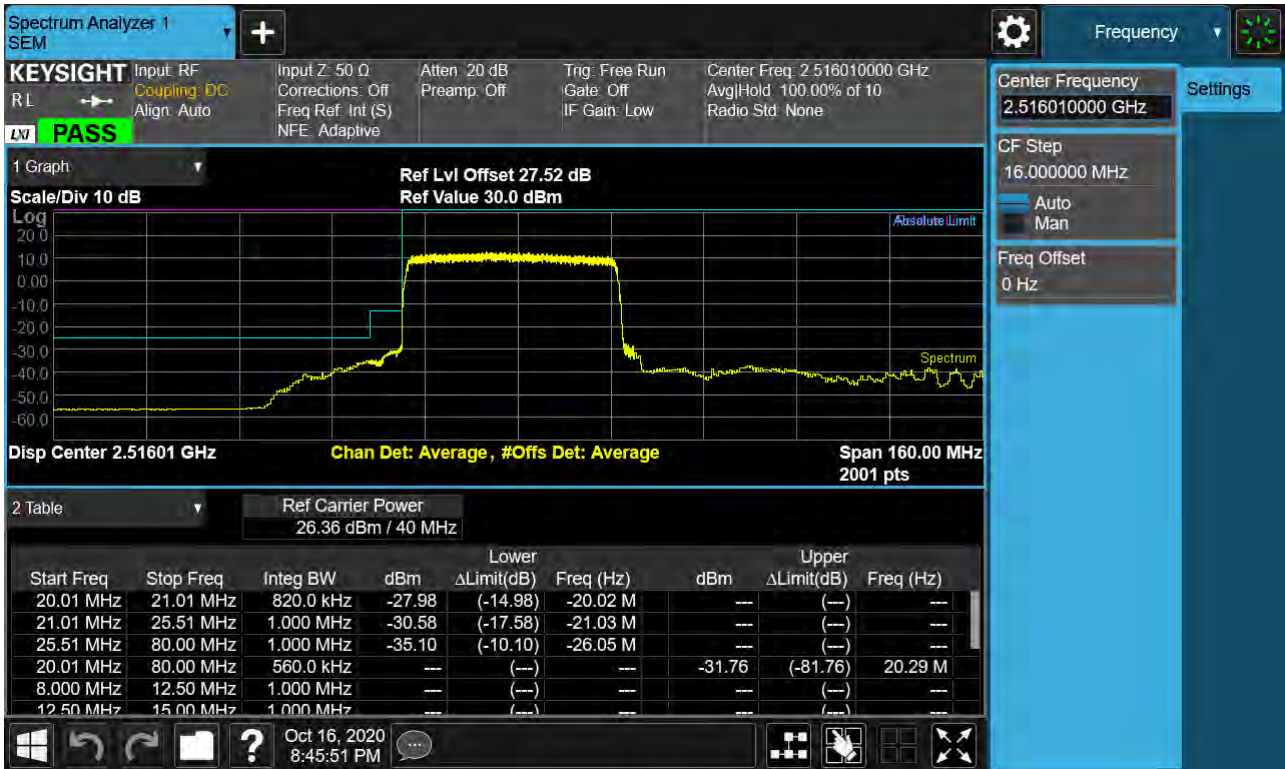 Spectrum Analyzer 1
SEM
Frequency
KEYSIGHT
R L
LXI
PASS
Input: RF
Coupling: DC
Align: Auto
Input Z: 50 Ω
Corrections: Off
Freq Ref: Int (S)
NFE: Adaptive
Atten: 20 dB
Preamp: Off
Trig: Free Run
Gate: Off
IF Gain: Low
Center Freq: 2.516010000 GHz
Avg|Hold: 100.00% of 10
Radio Std: None
Center Frequency
2.516010000 GHz
Settings
CF Step
16.000000 MHz
Auto
Man
Freq Offset
0 Hz
1 Graph
Scale/Div 10 dB
Ref Lvl Offset 27.52 dB
Ref Value 30.0 dBm
Log
20.0
10.0
0.00
-10.0
-20.0
-30.0
-40.0
-50.0
-60.0
Limit
Spectrum
Disp Center 2.51601 GHz
Chan Det: Average, #Offs Det: Average
Span 160.00 MHz
2001 pts
2 Table
Ref Carrier Power
26.36 dBm / 40 MHz
Lower Upper
Start Freq Stop Freq Integ BW dBm ΔLimit(dB) Freq (Hz) dBm ΔLimit(dB) Freq (Hz)
20.01 MHz 21.01 MHz 820.0 kHz -27.98 (-14.98) -20.02 M --- (---) ---
21.01 MHz 25.51 MHz 1.000 MHz -30.58 (-17.58) -21.03 M --- (---) ---
25.51 MHz 80.00 MHz 1.000 MHz -35.10 (-10.10) -26.05 M --- (---) ---
20.01 MHz 80.00 MHz 560.0 kHz --- (---) --- -31.76 (-81.76) 20.29 M
8.000 MHz 12.50 MHz 1.000 MHz --- (---) --- --- (---) ---
12.50 MHz 15.00 MHz 1.000 MHz --- (---) --- --- (---) ---
Oct 16, 2020
8:45:51 PM